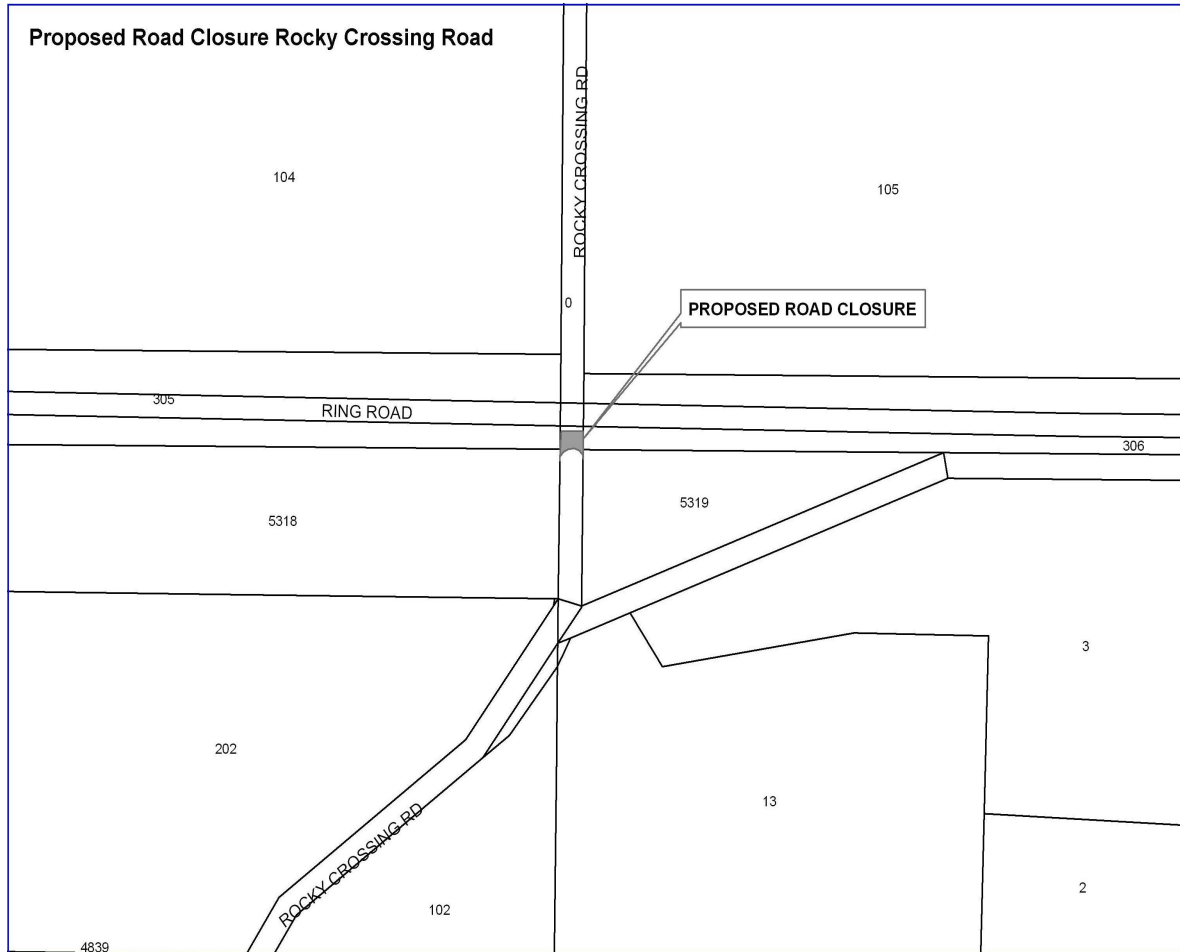 Proposed Road Closure Rocky Crossing Road
ROCKY CROSSING RD
104
105
0
PROPOSED ROAD CLOSURE
305
RING ROAD
306
5318
5319
3
202
13
ROCKY CROSSING RD
2
102
4839